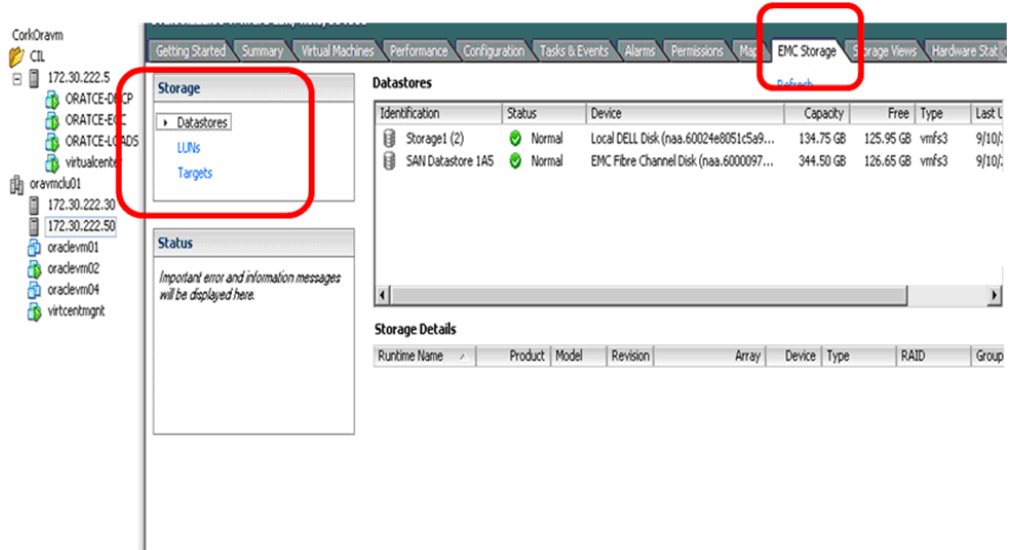 CorkOravm
CIL
172.30.222.5
ORATCE-DHCP
ORATCE-ECC
ORATCE-LOADS
virtualcenter
oravmclu01
172.30.222.30
172.30.222.50
oraclevm01
oraclevm02
oraclevm04
virtcentmgnt
Getting Started Summary Virtual Machines Performance Configuration Tasks & Events Alarms Permissions Map EMC Storage Storage Views Hardware Stat
Storage
Datastores
LUNs
Targets
Status
Important error and information messages
will be displayed here.
Datastores
Refresh
Identification Status Device Capacity Free Type Last U
Storage1 (2) Normal Local DELL Disk (naa.60024e8051c5a9... 134.75 GB 125.95 GB vmfs3 9/10/
SAN Datastore 1A5 Normal EMC Fibre Channel Disk (naa.6000097... 344.50 GB 126.65 GB vmfs3 9/10/
Storage Details
Runtime Name Product Model Revision Array Device Type RAID Group